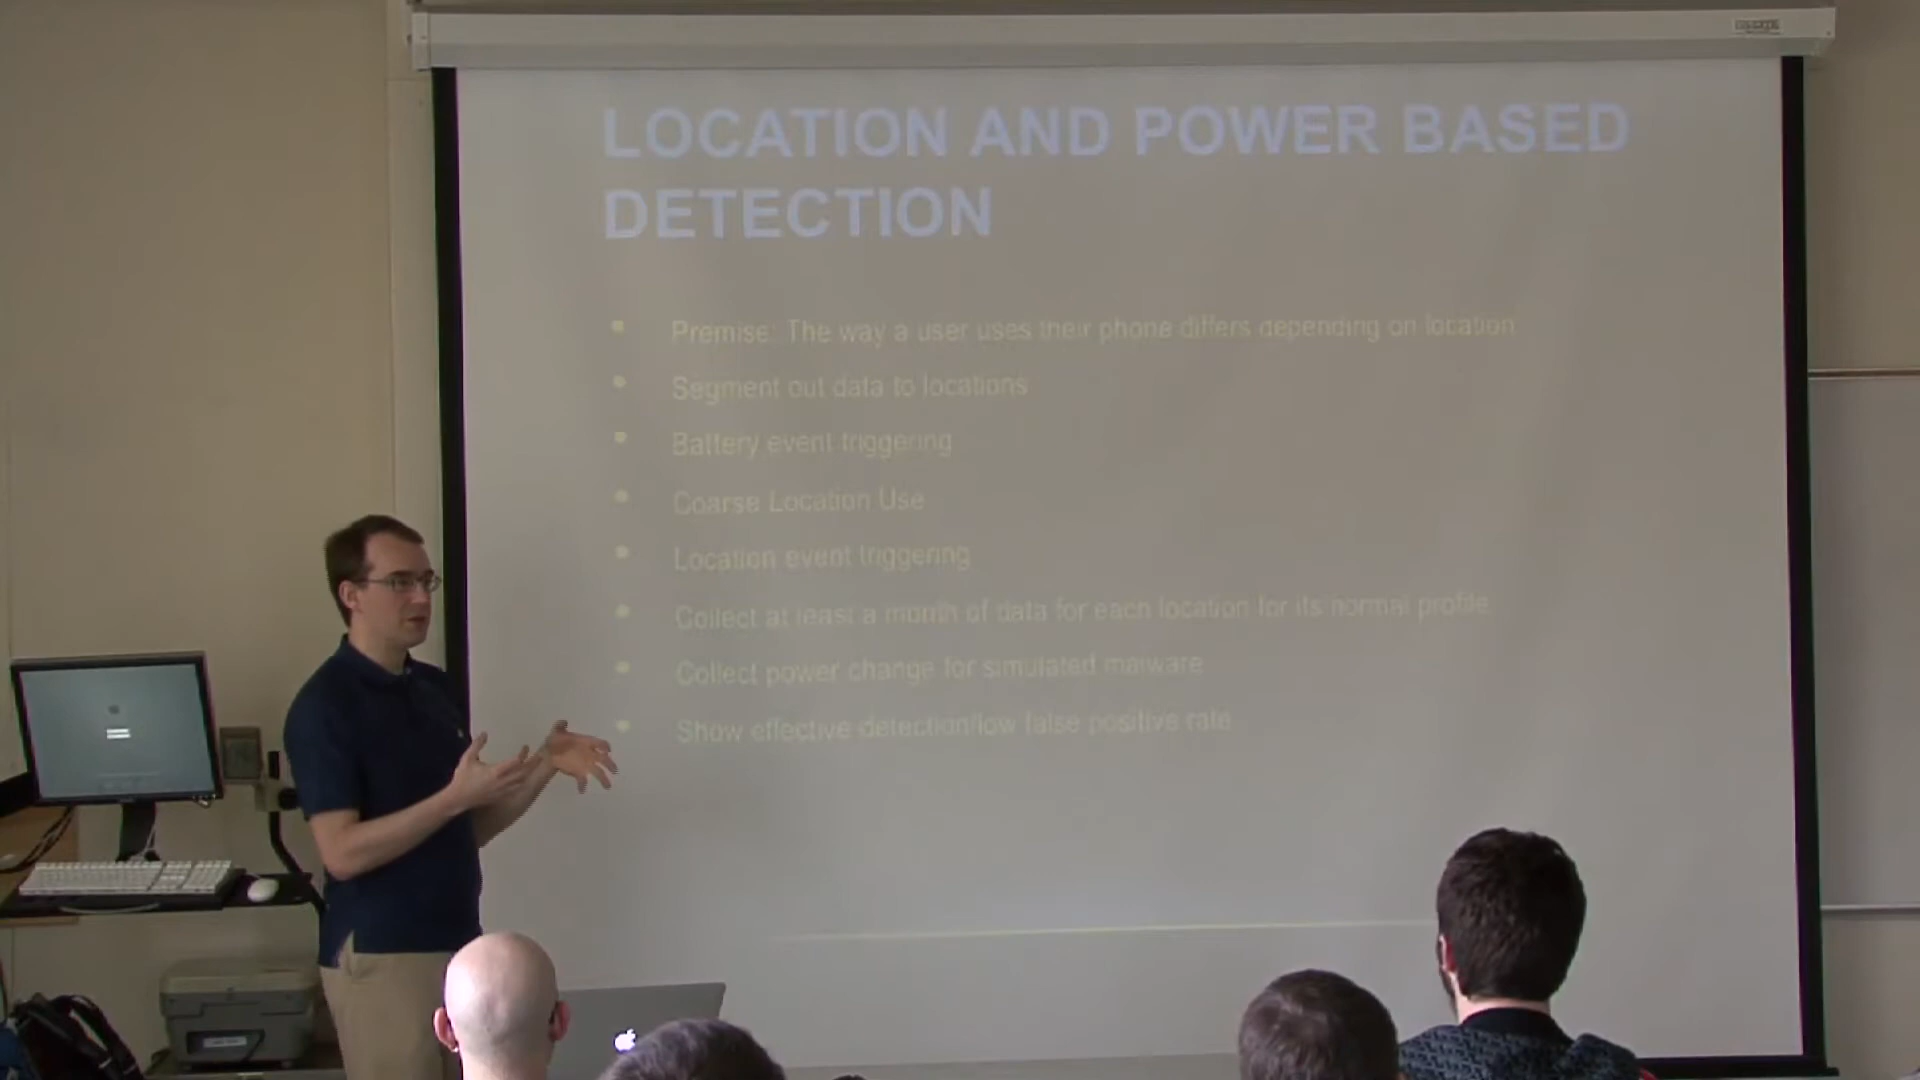 LOCATION AND POWER BASED
DETECTION
Premise: The way a user uses their phone differs depending on location
Segment out data to locations
Battery event triggering
Coarse Location Use
Location event triggering
Collect at least a month of data for each location for its normal profile
Collect power change for simulated malware
Show effective detection/low false positive rate